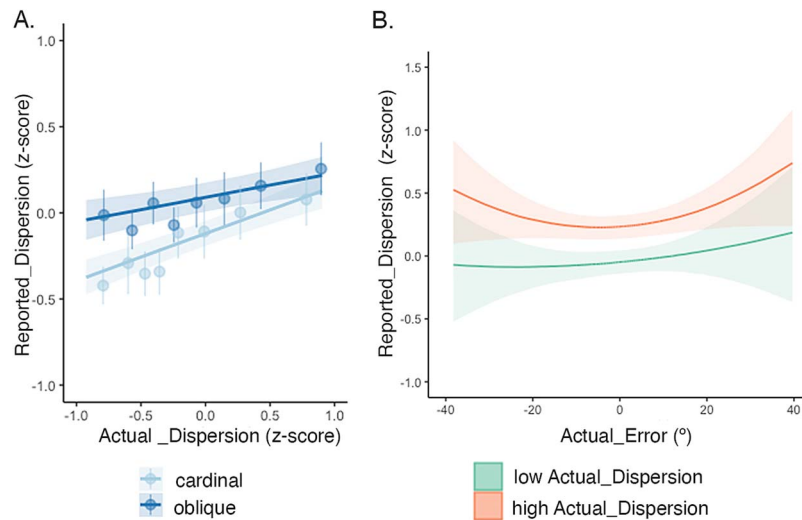 A.
Reported_Dispersion (z-score)
1.0
0.5
0.0
-0.5
-1.0
-1.0 -0.5 0.0 0.5 1.0
Actual _Dispersion (z-score)
cardinal
oblique
B.
Reported_Dispersion (z-score)
1.5
1.0
0.5
0.0
-0.5
-1.0
-40 -20 0 20 40
Actual_Error (º)
low Actual_Dispersion
high Actual_Dispersion